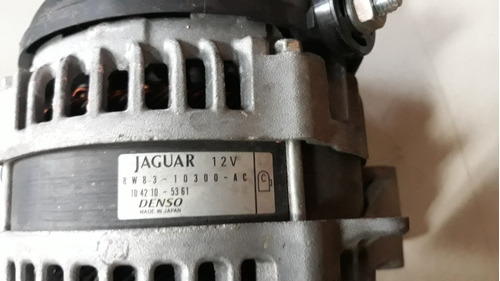 JAGUAR 12V
8W83-10300-AC
104210-5361
DENSO
MADE IN JAPAN
C